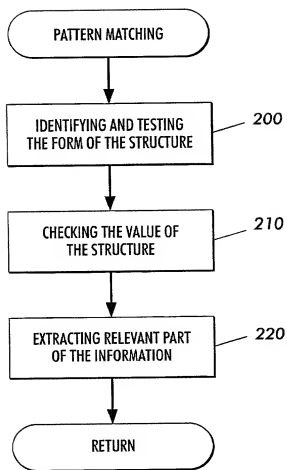 PATTERN MATCHING
IDENTIFYING AND TESTING
THE FORM OF THE STRUCTURE
200
CHECKING THE VALUE OF
THE STRUCTURE
210
EXTRACTING RELEVANT PART
OF THE INFORMATION
220
RETURN